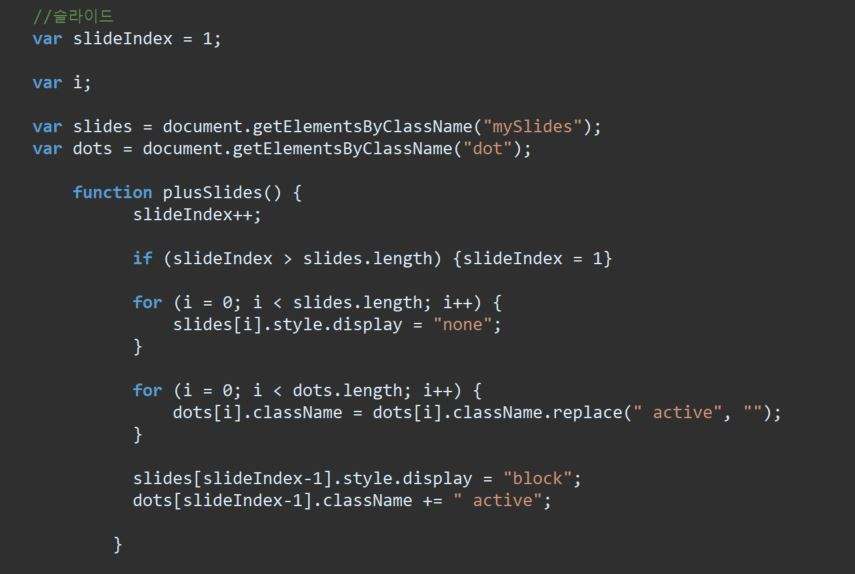 //슬라이드
var slideIndex = 1;
var i;
var slides = document.getElementsByClassName("mySlides");
var dots = document.getElementsByClassName("dot");
function plusSlides() {
slideIndex++;
if (slideIndex > slides.length) {slideIndex = 1}
for (i = 0; i < slides.length; i++) {
slides[i].style.display = "none";
}
for (i = 0; i < dots.length; i++) {
dots[i].className = dots[i].className.replace(" active", "");
}
slides[slideIndex-1].style.display = "block";
dots[slideIndex-1].className += " active";
}